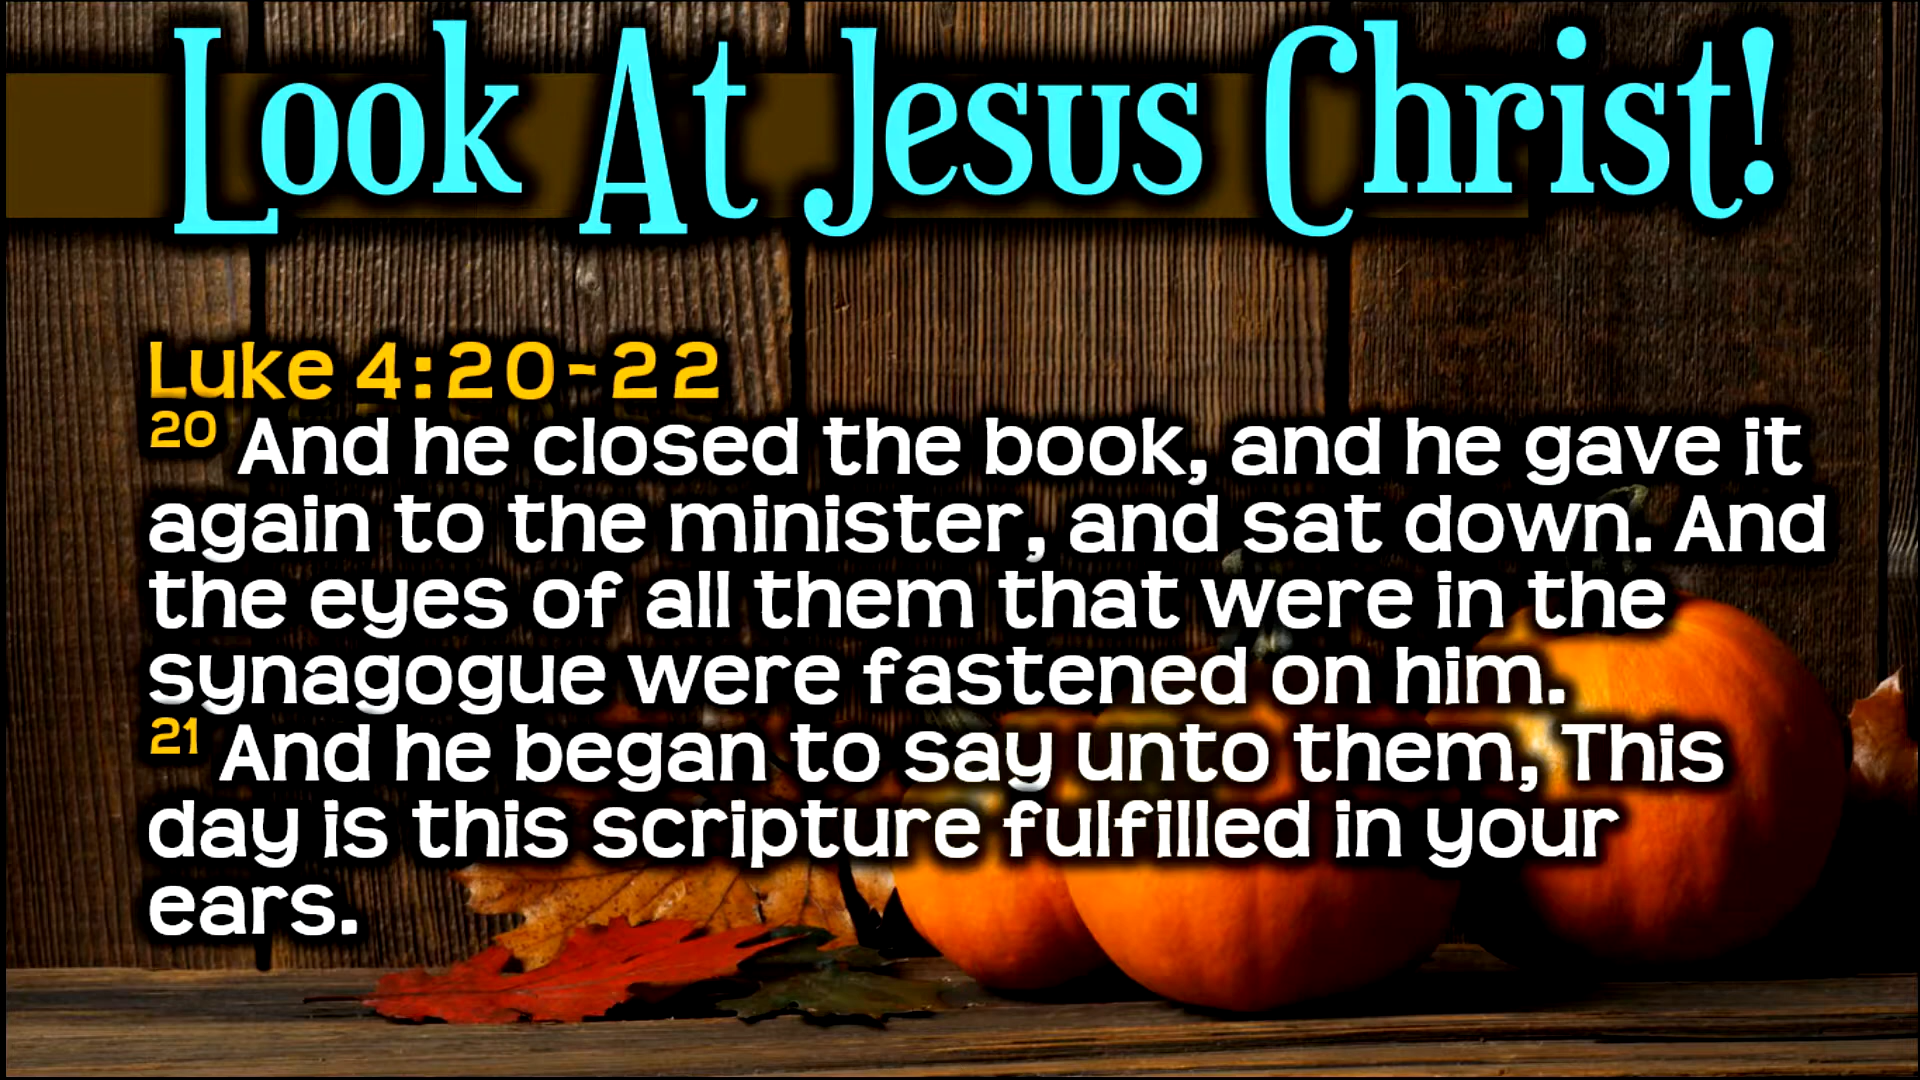 Look At Jesus Christ!
Luke 4:20-22
20 And he closed the book, and he gave it
again to the minister, and sat down. And
the eyes of all them that were in the
synagogue were fastened on him.
21 And he began to say unto them, This
day is this scripture fulfilled in your
ears.